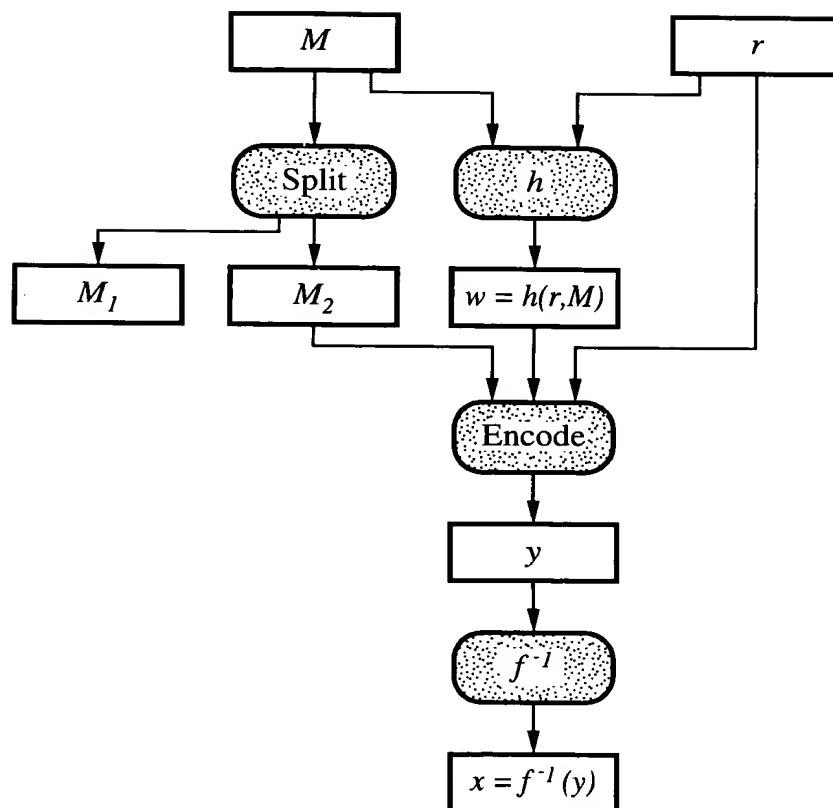 M
r
Split
h
M₁
M₂
w = h(r,M)
Encode
y
f⁻¹
x = f⁻¹(y)